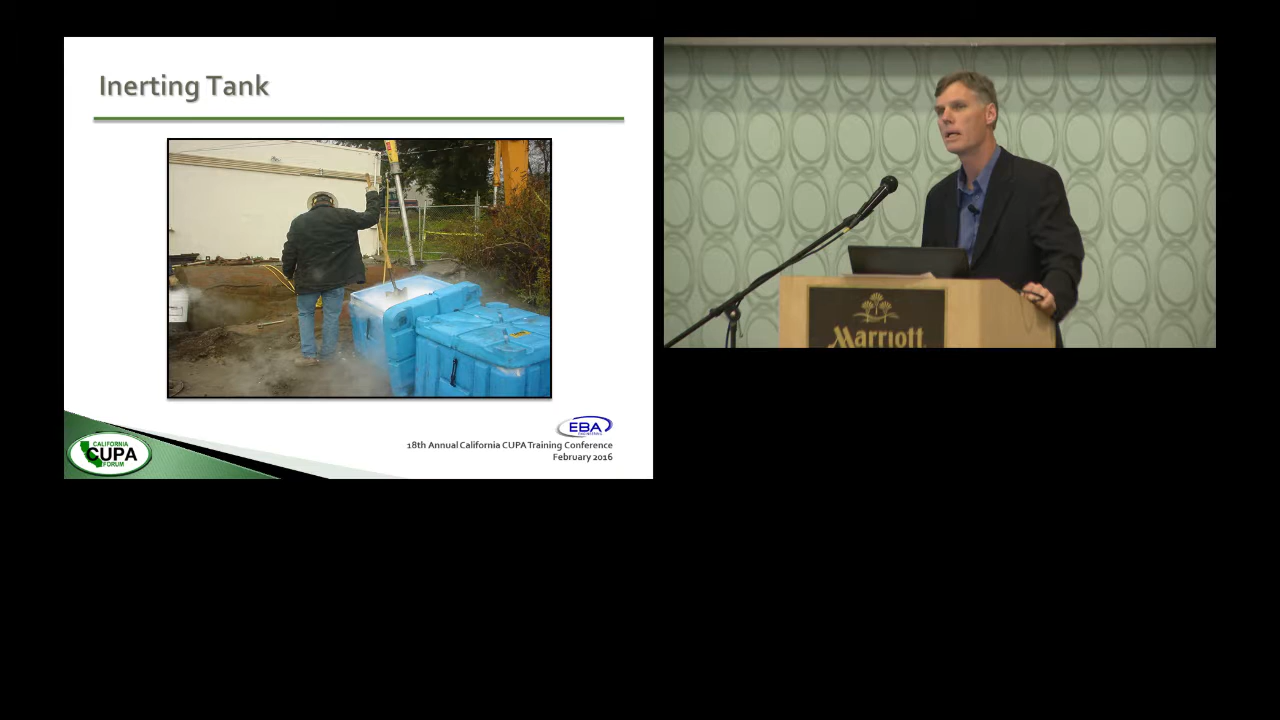 Inerting Tank
EBA
18th Annual California CUPA Training Conference
February 2016
CALIFORNIA
CUPA
FORUM
Marriott